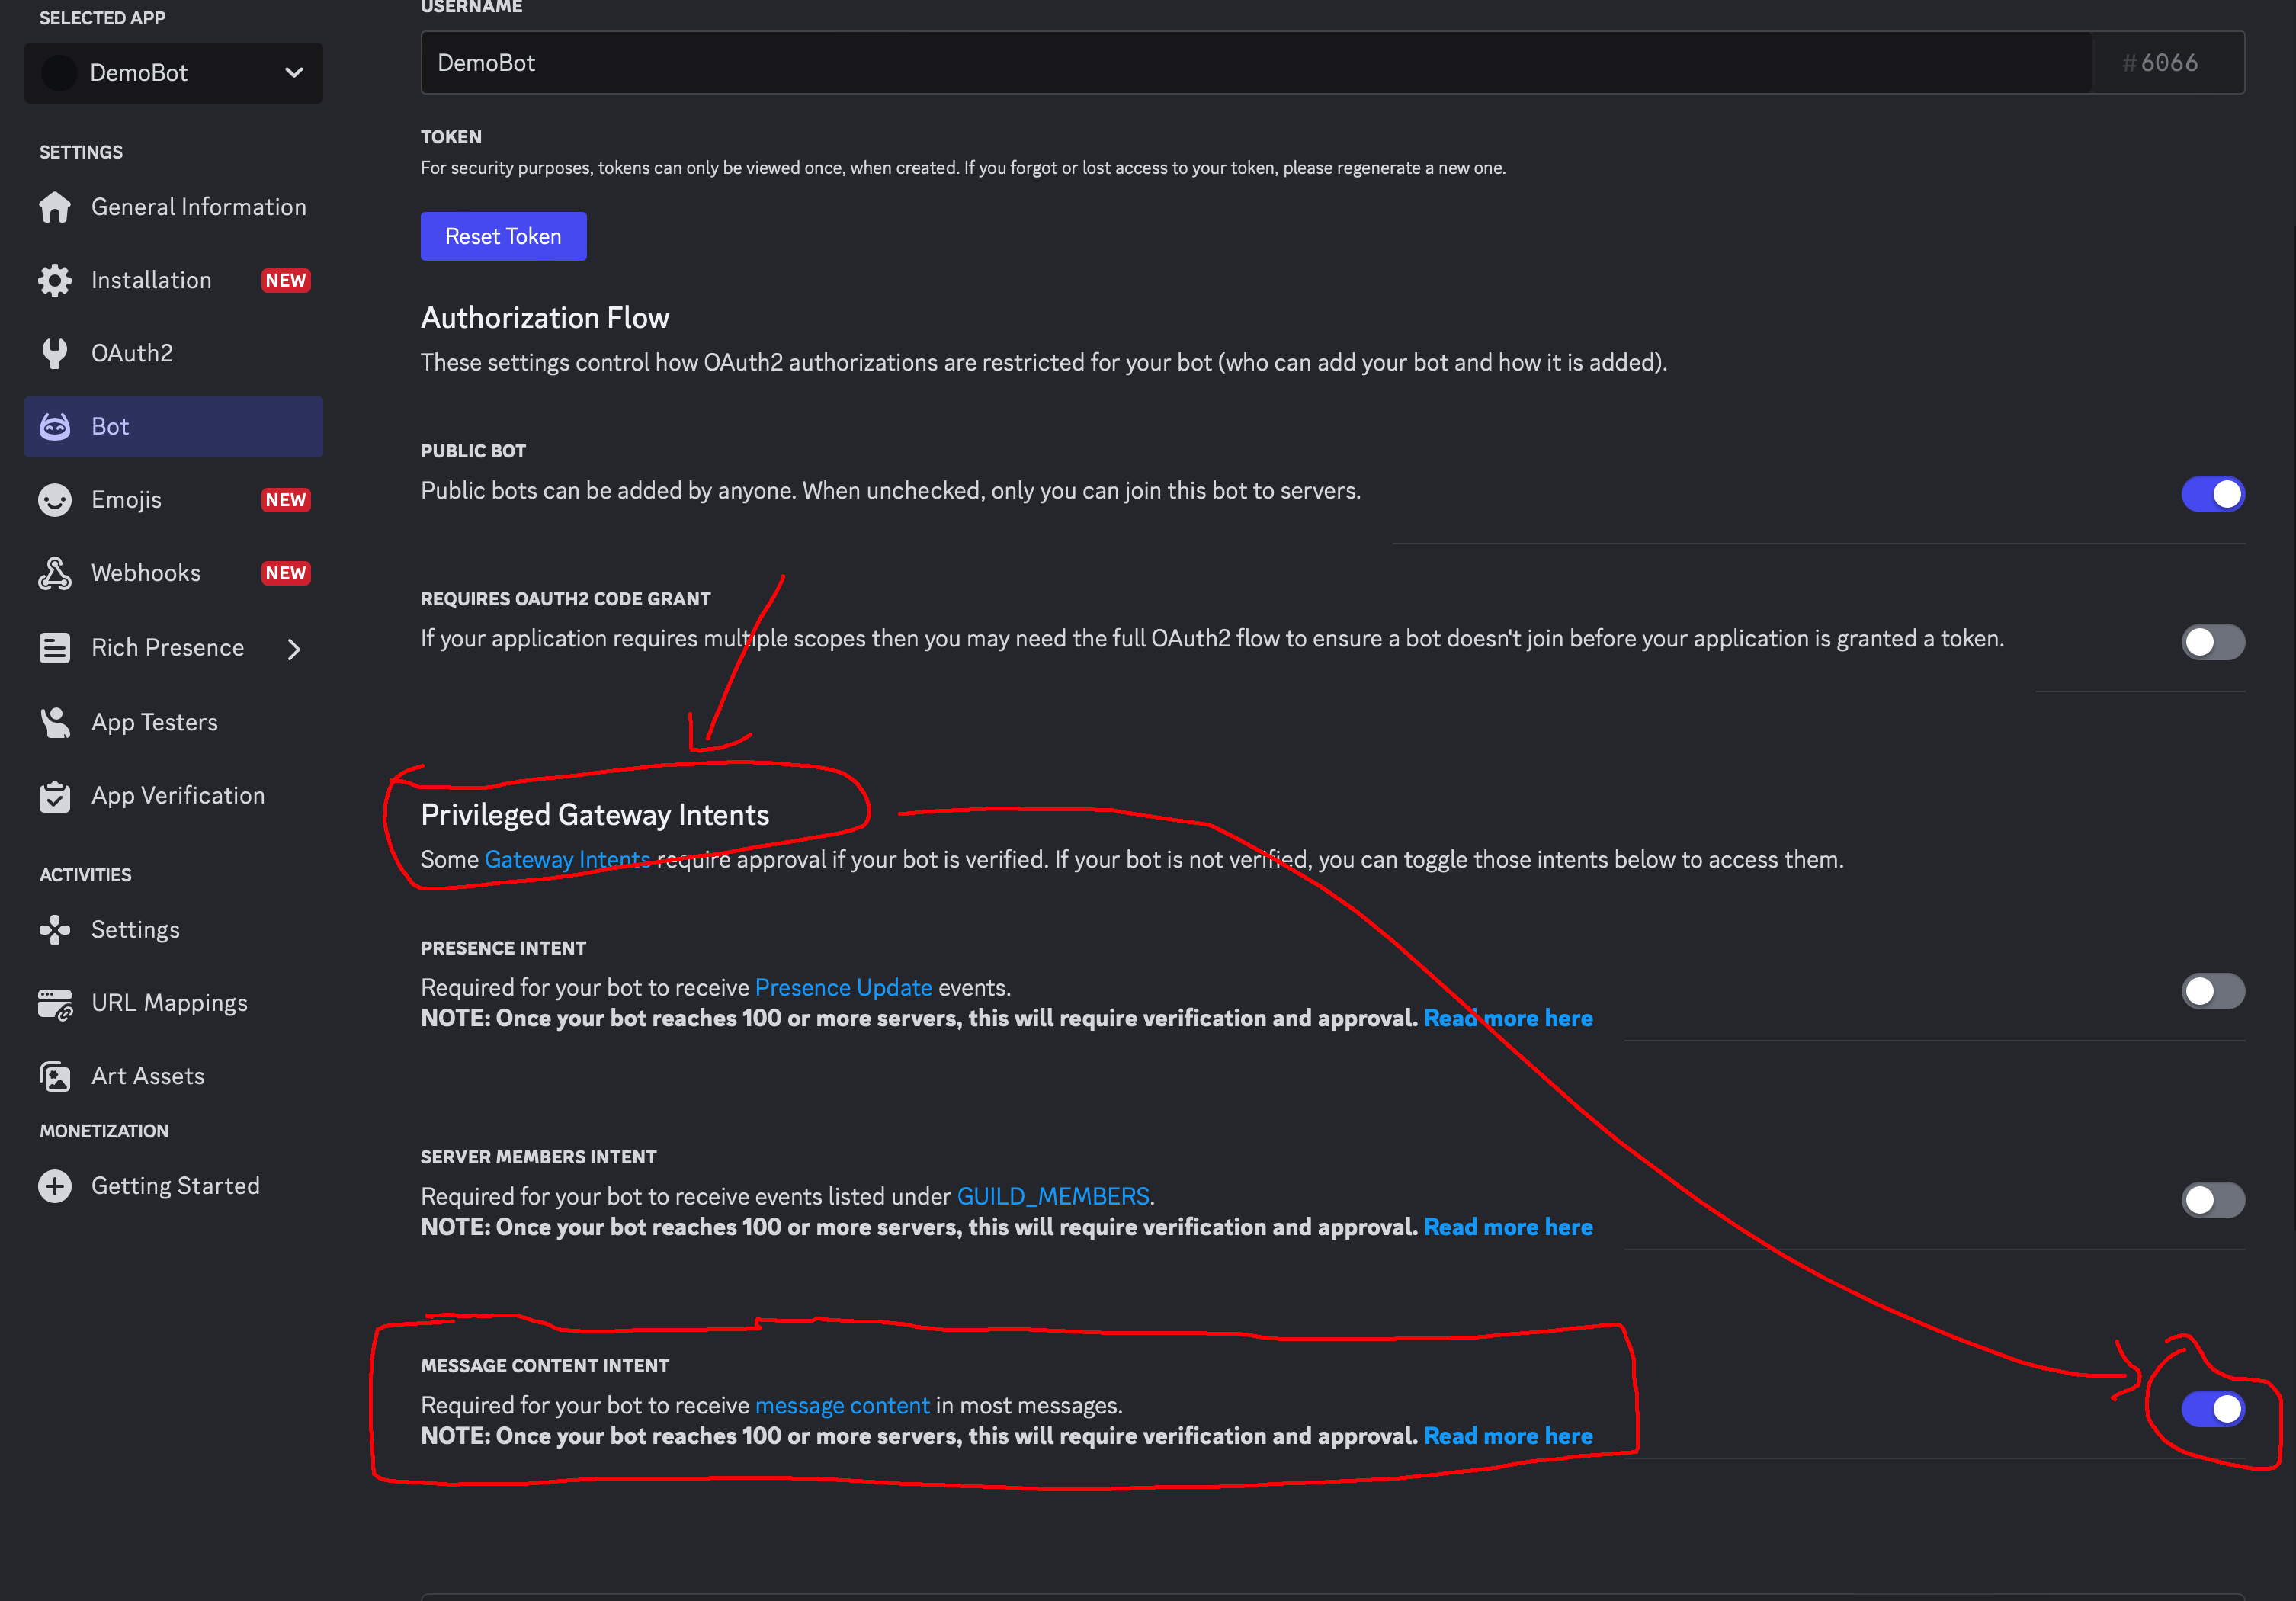 SELECTED APP
DemoBot
SETTINGS
General Information
Installation NEW
OAuth2
Bot
Emojis NEW
Webhooks NEW
Rich Presence
App Testers
App Verification
ACTIVITIES
Settings
URL Mappings
Art Assets
MONETIZATION
Getting Started
USERNAME
DemoBot #6066
TOKEN
For security purposes, tokens can only be viewed once, when created. If you forgot or lost access to your token, please regenerate a new one.
Reset Token
Authorization Flow
These settings control how OAuth2 authorizations are restricted for your bot (who can add your bot and how it is added).
PUBLIC BOT
Public bots can be added by anyone. When unchecked, only you can join this bot to servers.
REQUIRES OAUTH2 CODE GRANT
If your application requires multiple scopes then you may need the full OAuth2 flow to ensure a bot doesn't join before your application is granted a token.
Privileged Gateway Intents
Some Gateway Intents require approval if your bot is verified. If your bot is not verified, you can toggle those intents below to access them.
PRESENCE INTENT
Required for your bot to receive Presence Update events.
NOTE: Once your bot reaches 100 or more servers, this will require verification and approval. Read more here
SERVER MEMBERS INTENT
Required for your bot to receive events listed under GUILD_MEMBERS.
NOTE: Once your bot reaches 100 or more servers, this will require verification and approval. Read more here
MESSAGE CONTENT INTENT
Required for your bot to receive message content in most messages.
NOTE: Once your bot reaches 100 or more servers, this will require verification and approval. Read more here